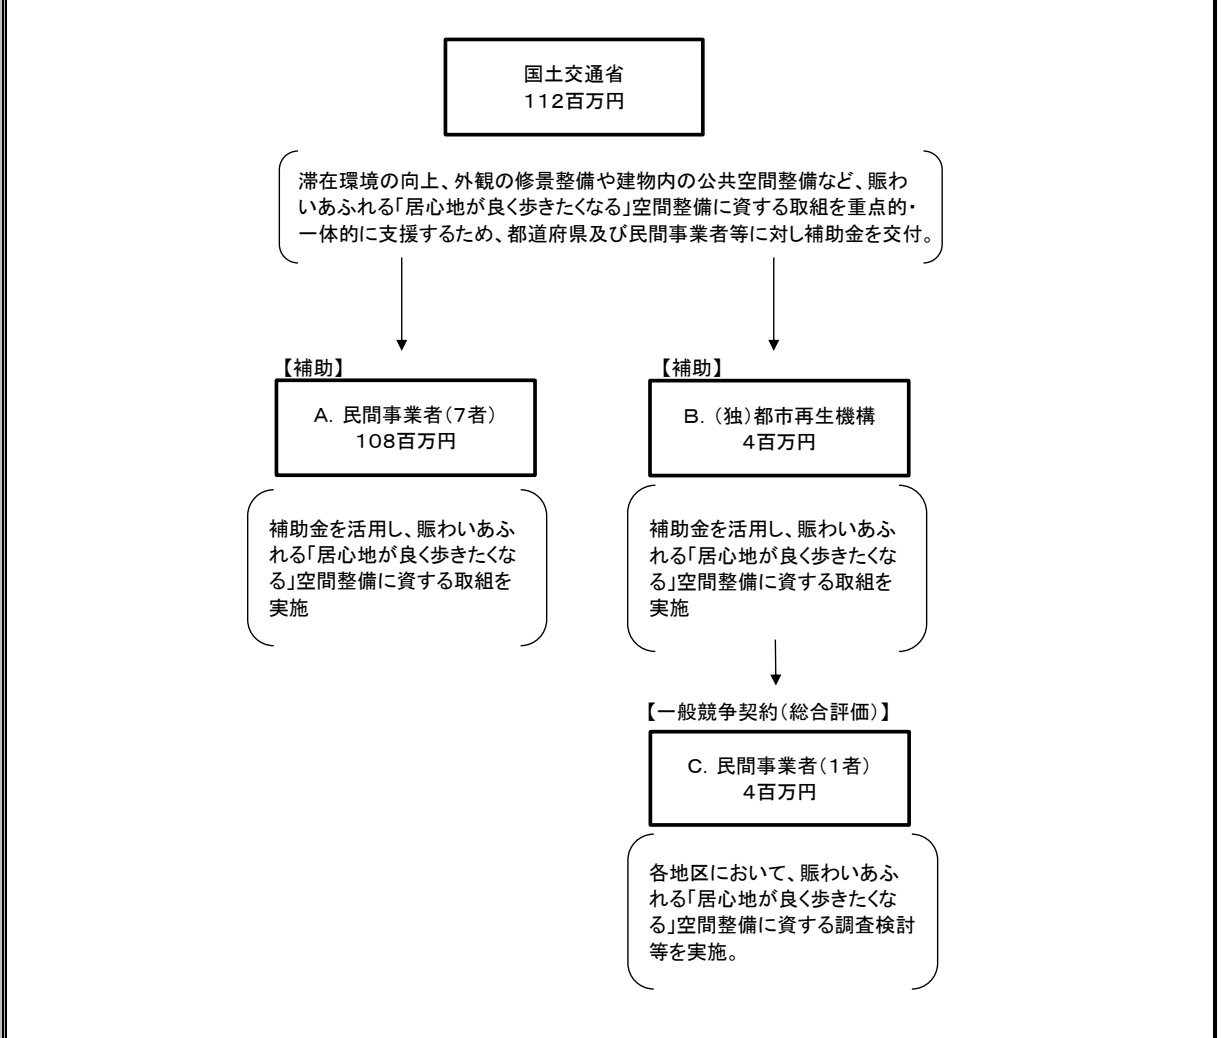 国土交通省
１１２百万円
滞在環境の向上、外観の修景整備や建物内の公共空間整備など、賑わ
いあふれる「居心地が良く歩きたくなる」空間整備に資する取組を重点的・
一体的に支援するため、都道府県及び民間事業者等に対し補助金を交付。
【補助】
A．民間事業者（７者）
１０８百万円
補助金を活用し、賑わいあふ
れる「居心地が良く歩きたくな
る」空間整備に資する取組を
実施
【補助】
B．（独）都市再生機構
４百万円
補助金を活用し、賑わいあふ
れる「居心地が良く歩きたくな
る」空間整備に資する取組を
実施
【一般競争契約（総合評価）】
C．民間事業者（１者）
４百万円
各地区において、賑わいあふ
れる「居心地が良く歩きたくな
る」空間整備に資する調査検討
等を実施。